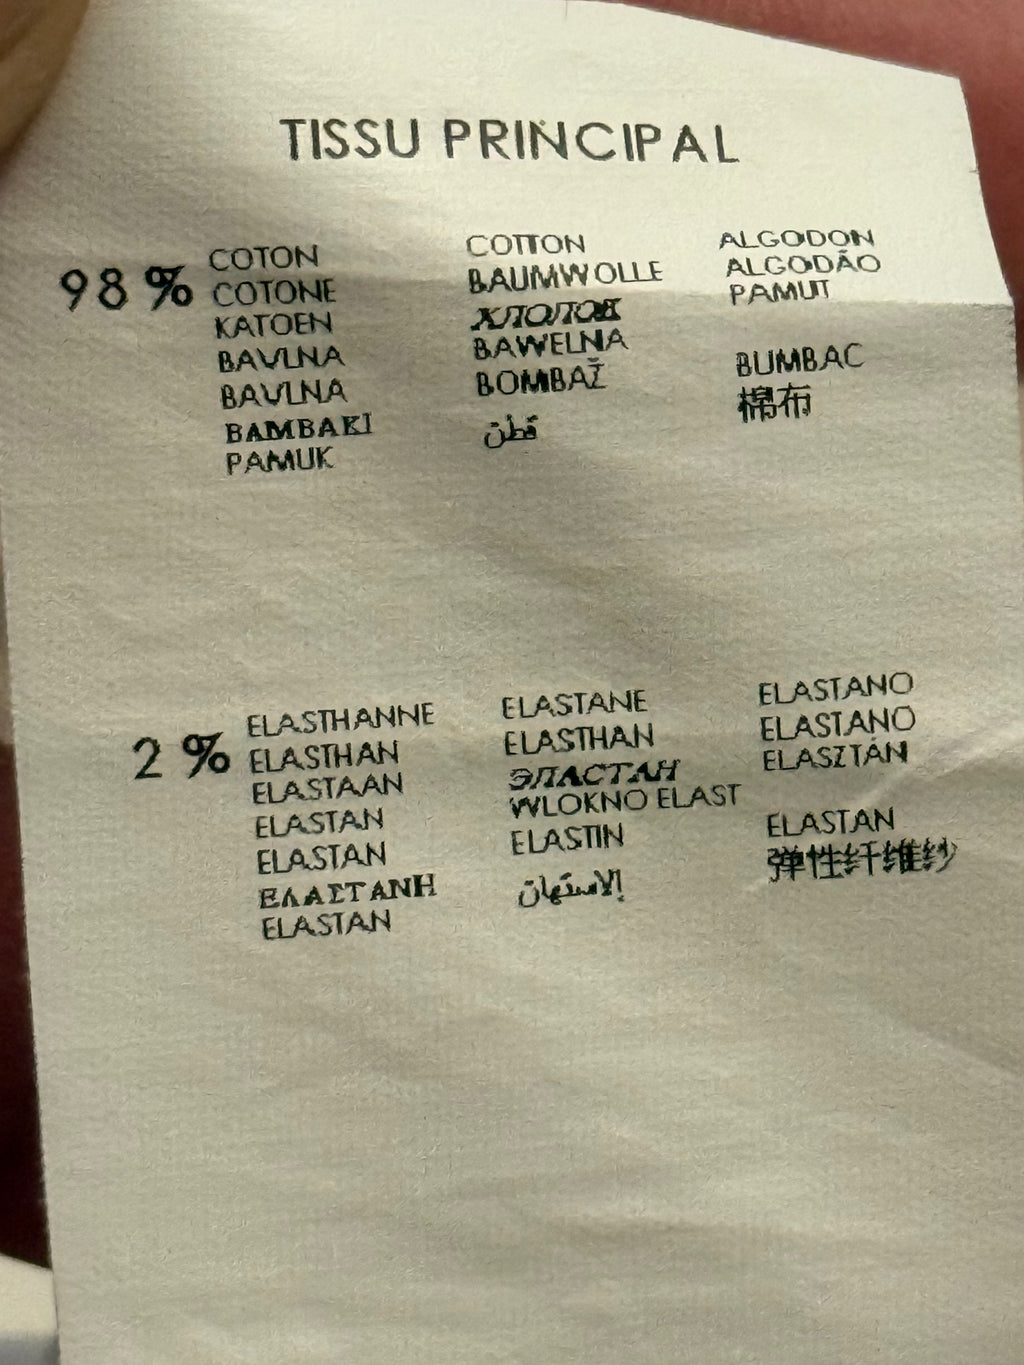 TISSU PRINCIPAL
98 % COTON COTTON ALGODON
COTONE BAUMWOLLE ALGODÃO
KATOEN ХЛОПОК PAMUT
BAVLNA BAWELNA
BAVLNA BOMBAŽ BUMBAC
BAMBAKI قطن 棉布
PAMUK
2 % ELASTHANNE ELASTANE ELASTANO
ELASTHAN ELASTHAN ELASTANO
ELASTAAN ЭЛАСТАН ELASZTÁN
ELASTAN WLOKNO ELAST
ELASTAN ELASTIN ELASTAN
ΕΛΑΣΤΑΝΗ الاستهان 弹性纤维纱
ELASTAN